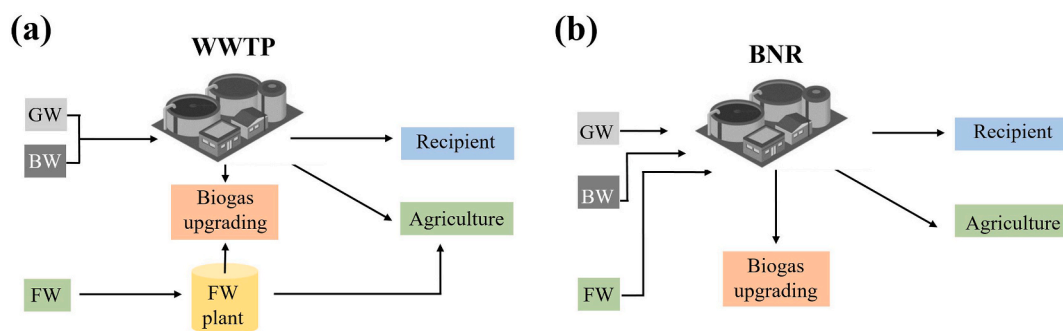 (a)
WWTP
GW
BW
Recipient
Biogas
upgrading
Agriculture
FW
FW
plant
(b)
BNR
GW
Recipient
BW
Agriculture
Biogas
upgrading
FW